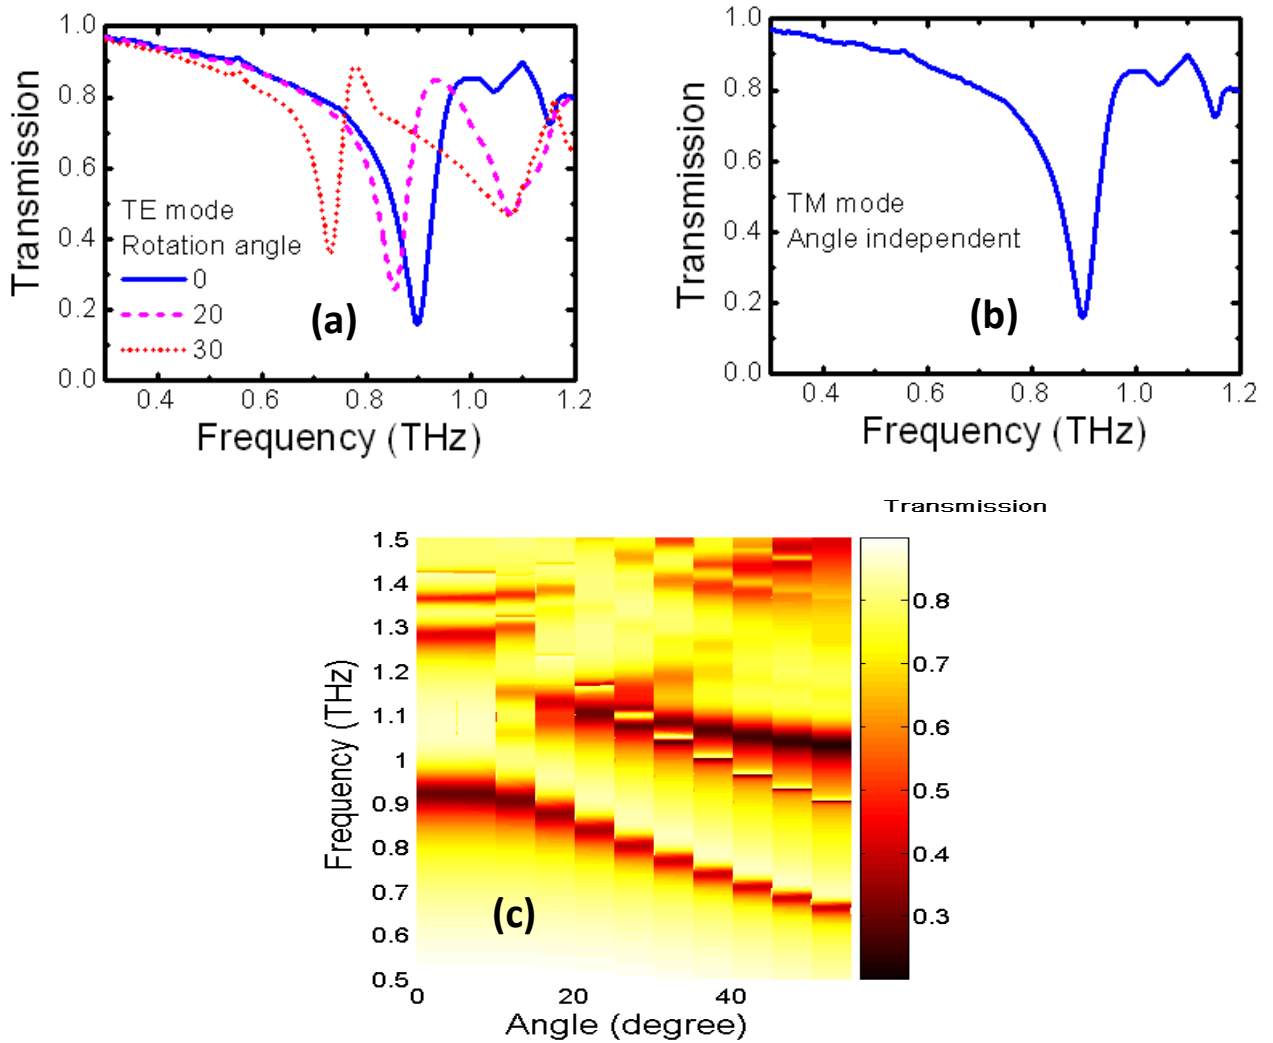 1.0
0.8
0.6
0.4
0.2
0.0
Transmission
TE mode
Rotation angle
0
20
30
(a)
0.4 0.6 0.8 1.0 1.2
Frequency (THz)
1.0
0.8
0.6
0.4
0.2
0.0
Transmission
TM mode
Angle independent
(b)
0.4 0.6 0.8 1.0 1.2
Frequency (THz)
Transmission
1.5
1.4
1.3
1.2
1.1
1
0.9
0.8
0.7
0.6
0.5
Frequency (THz)
(c)
0 20 40
Angle (degree)
0.8
0.7
0.6
0.5
0.4
0.3